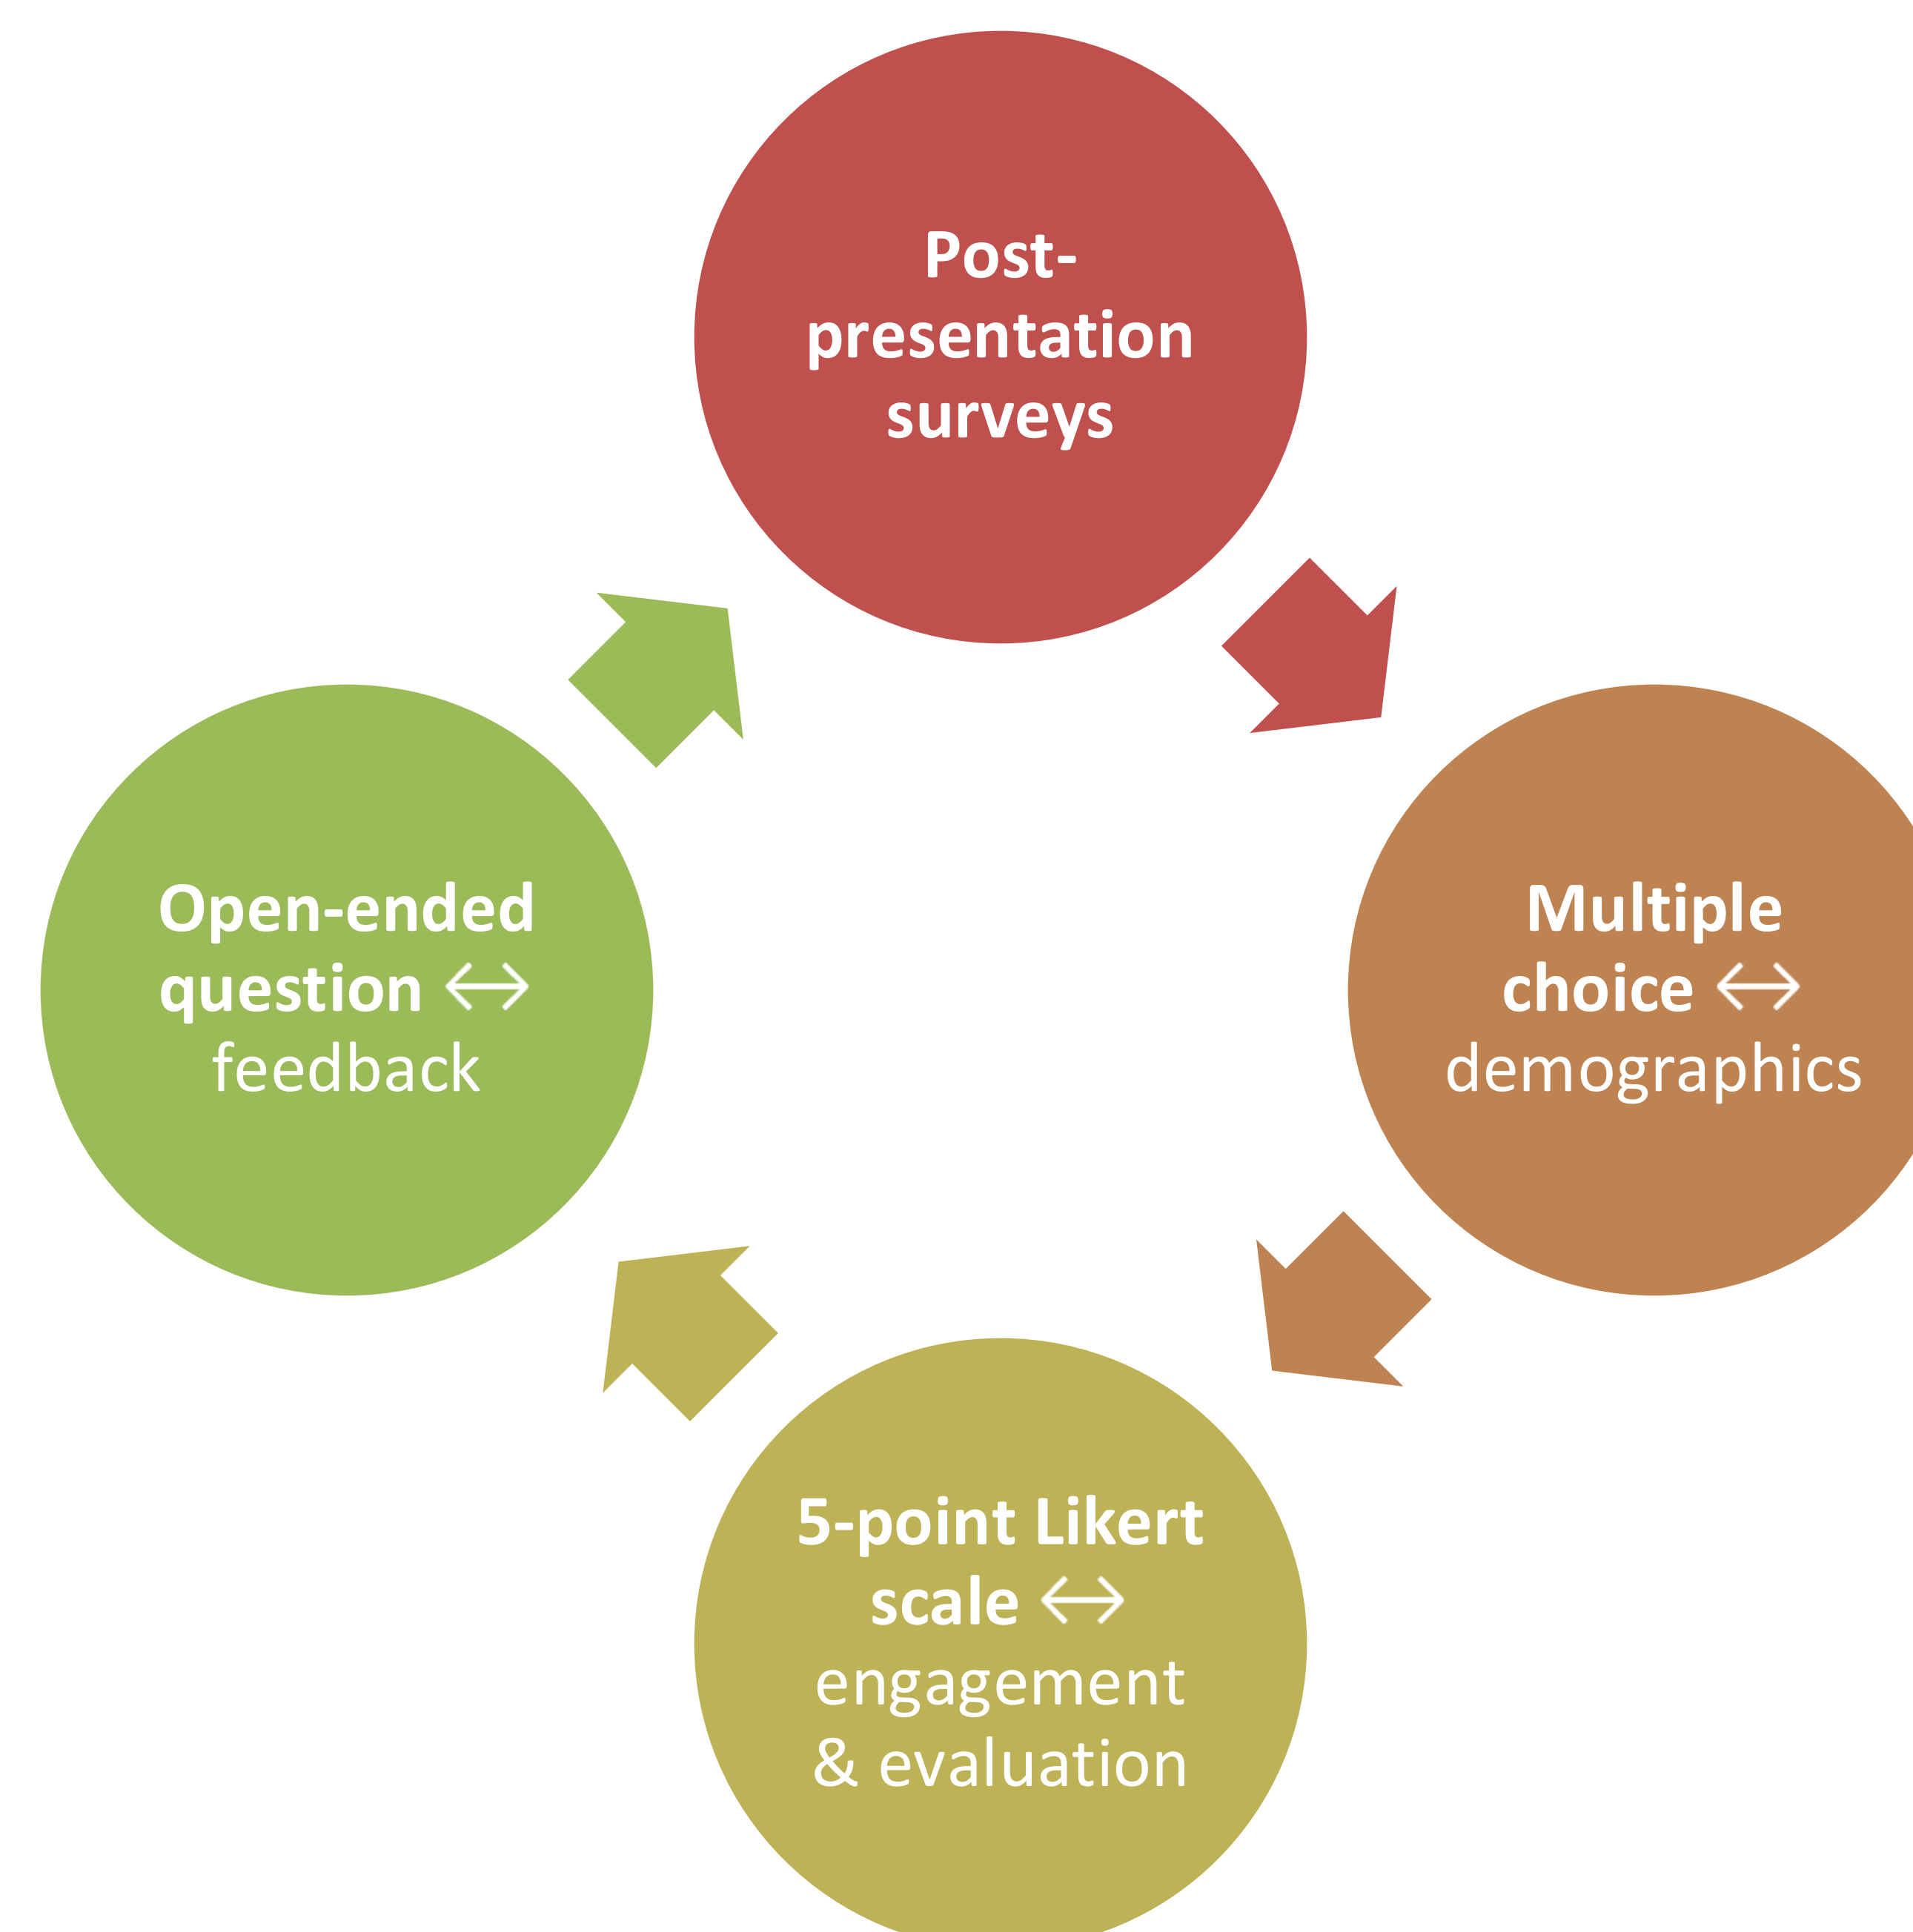 Post-
presentation
surveys
Multiple
choice ↔
demographics
5-point Likert
scale ↔
engagement
& evaluation
Open-ended
question ↔
feedback